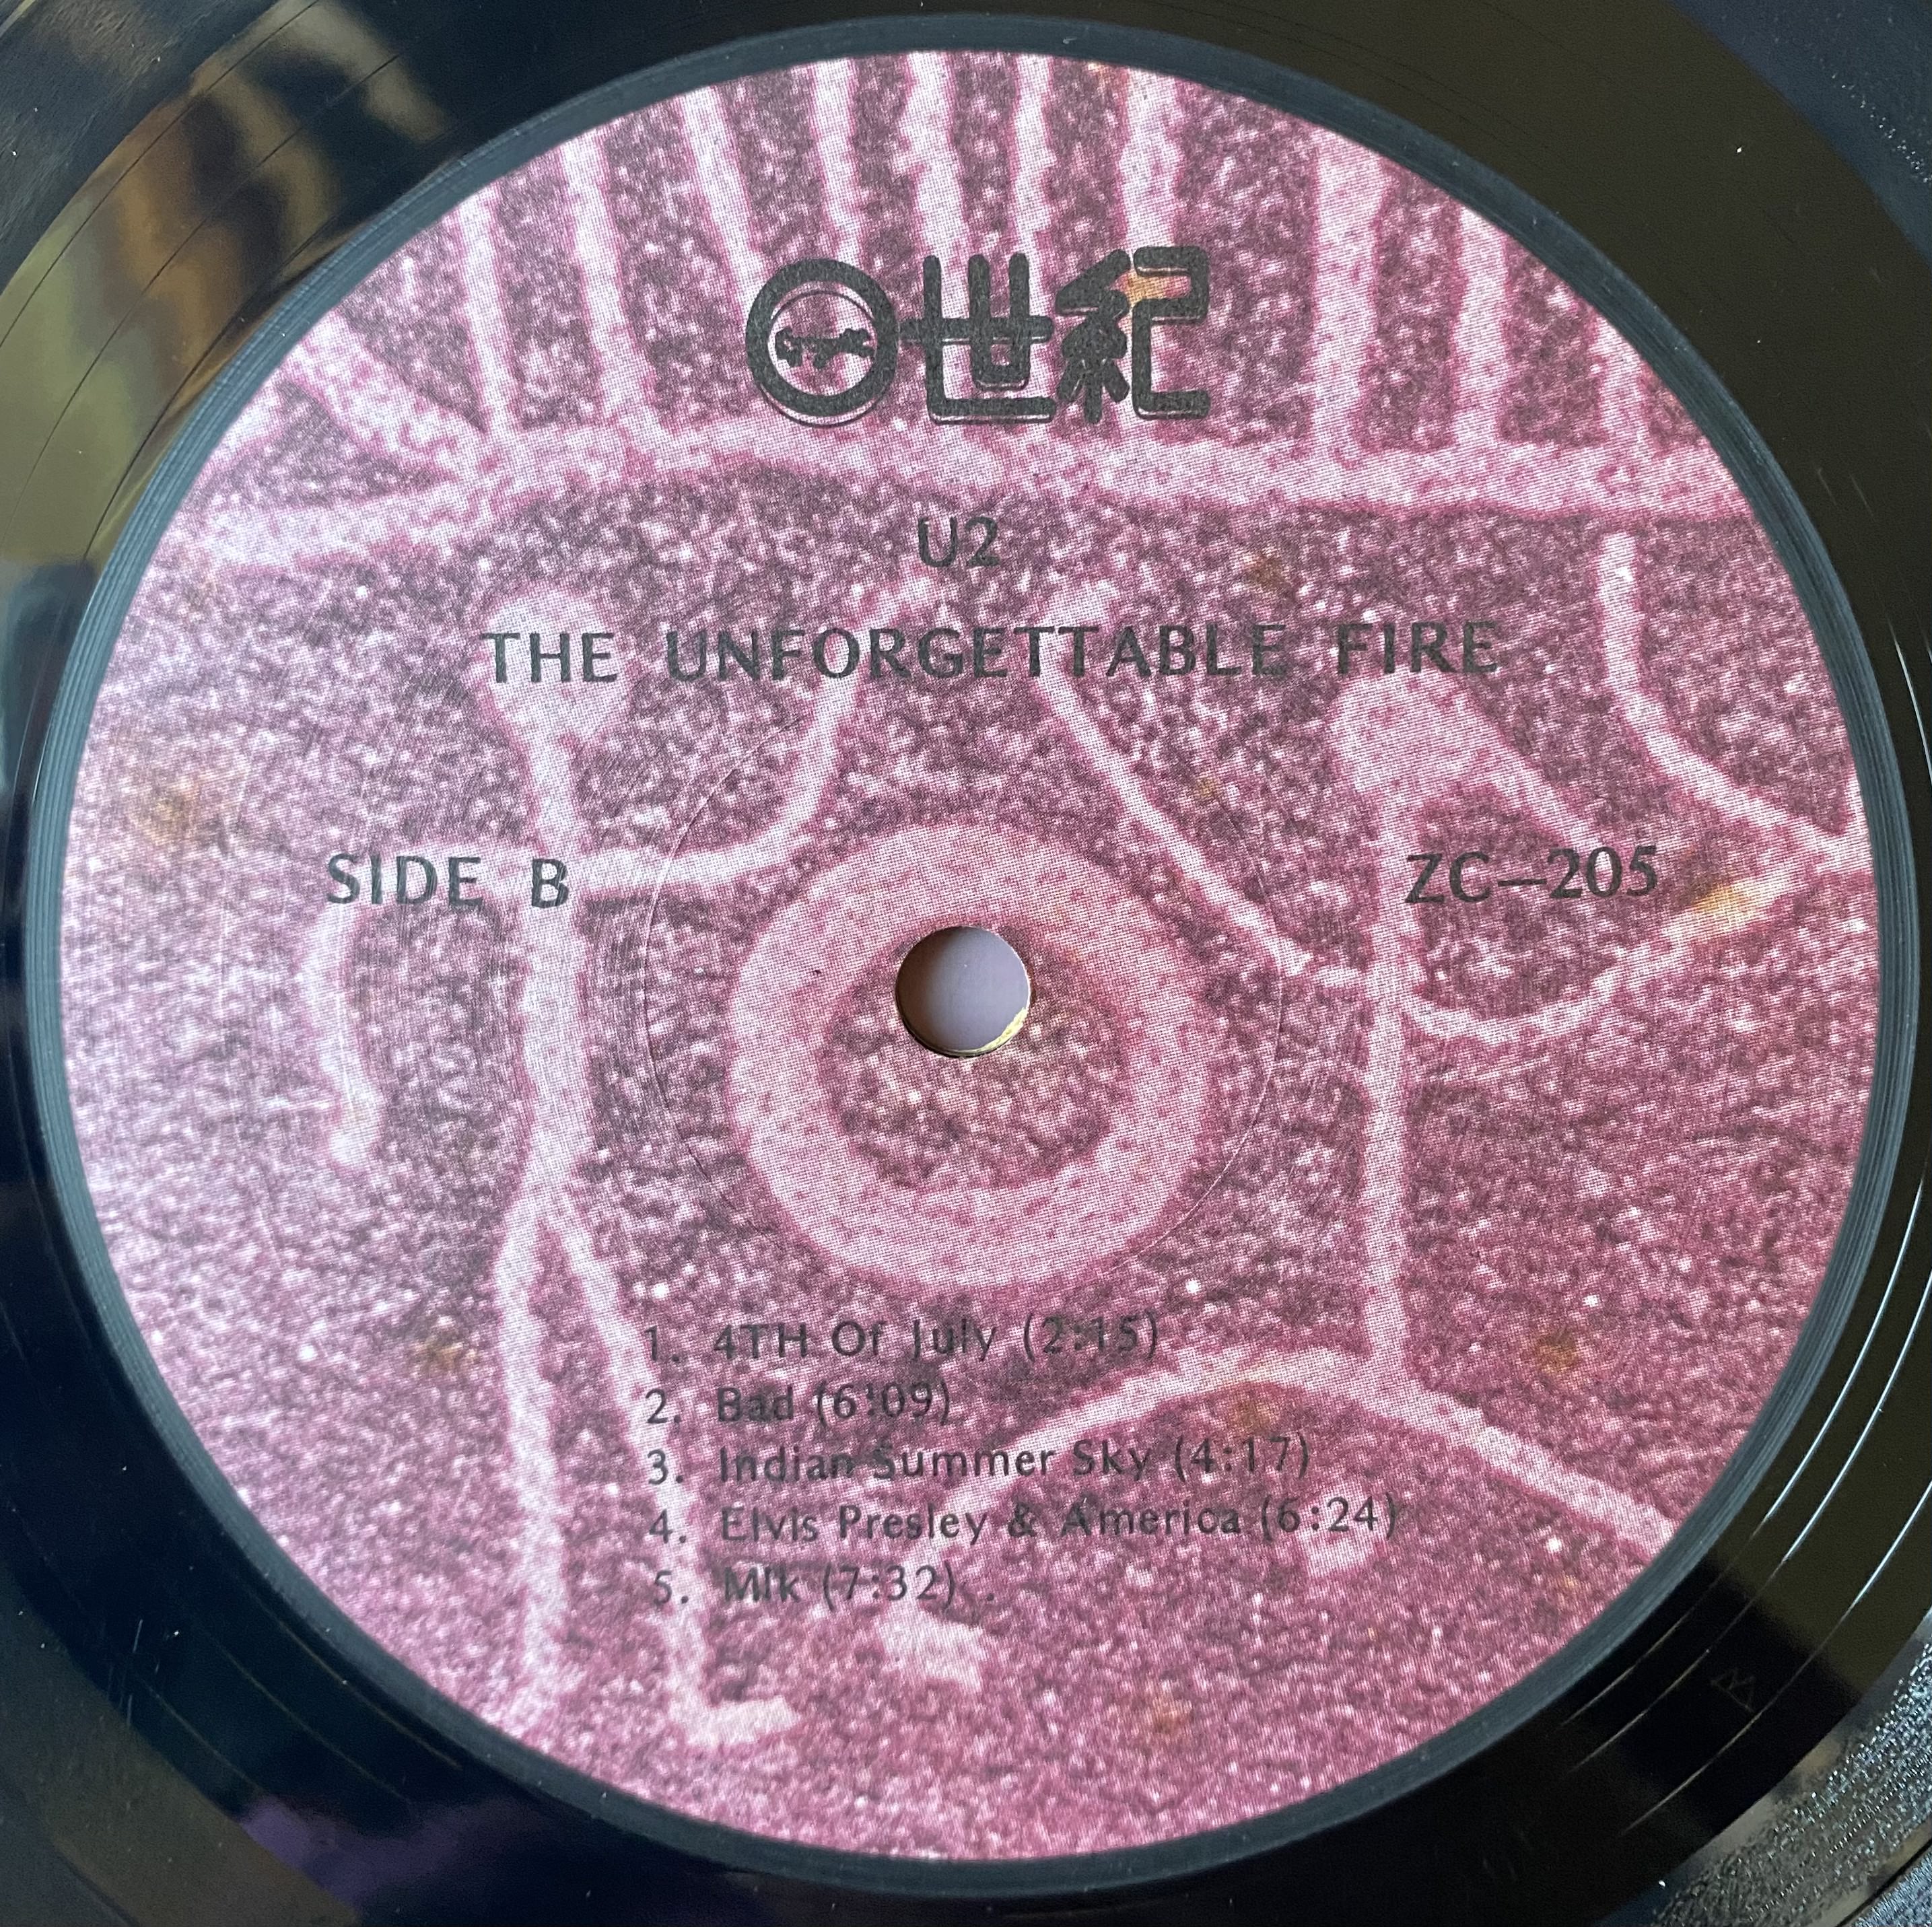 世紀
U2
THE UNFORGETTABLE FIRE
SIDE B
ZC—205
1. 4TH Of July (2:15)
2. Bad (6:09)
3. Indian Summer Sky (4:17)
4. Elvis Presley & America (6:24)
5. Mlk (7:32) .